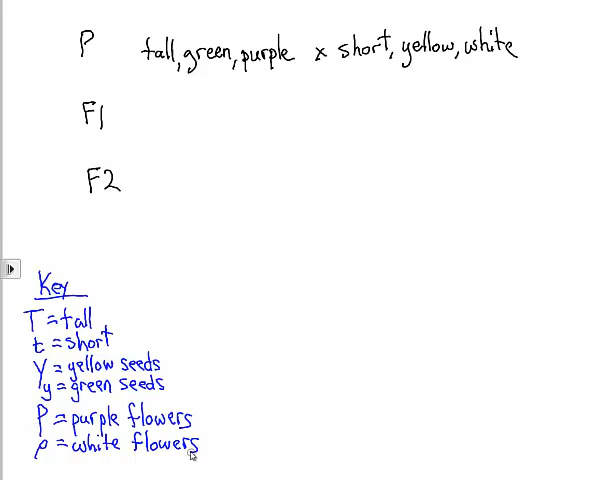 P tall, green, purple x short, yellow, white
F1
F2
Key
T = tall
t = short
Y = yellow seeds
y = green seeds
P = purple flowers
p = white flowers